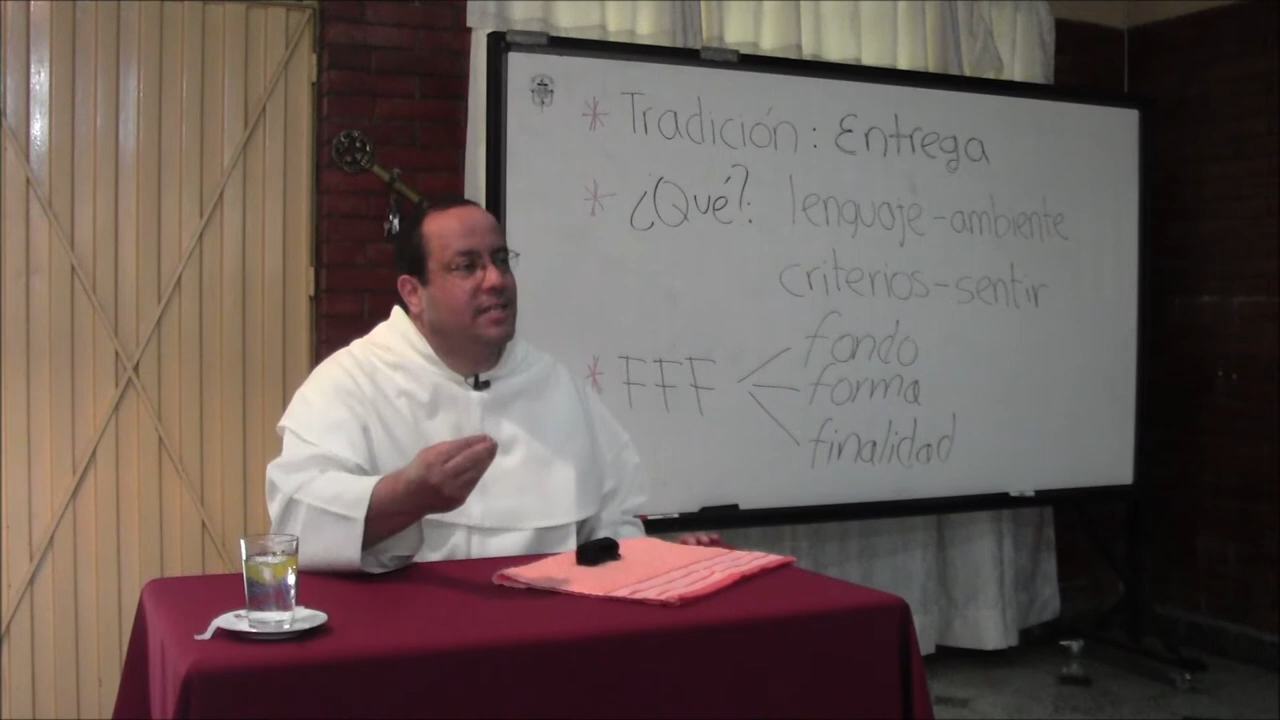 * Tradición: Entrega
* ¿Qué?: lenguaje-ambiente
criterios-sentir
* FFF
fondo
forma
finalidad